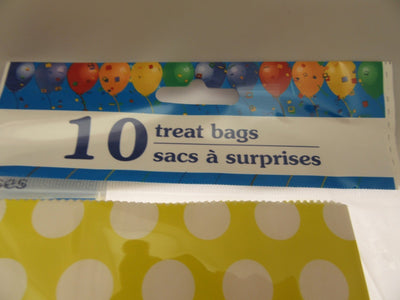 10 treat bags
sacs à surprises